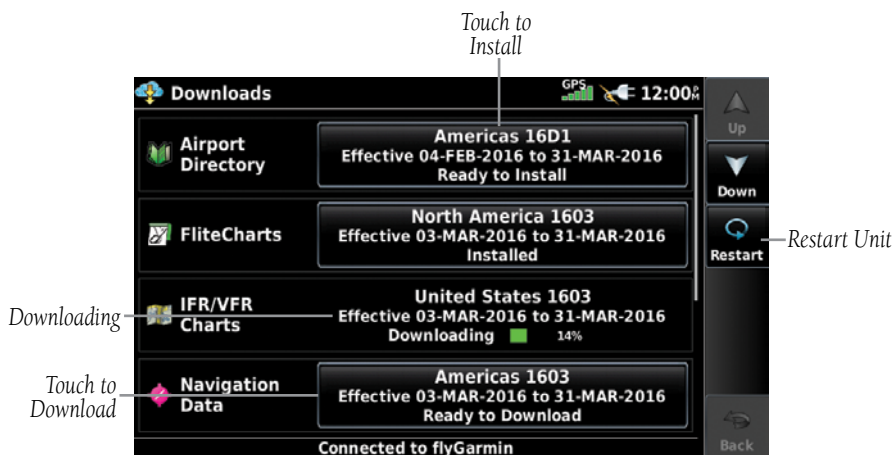 Touch to
Install
Downloads
GPS
12:00PM
Airport
Directory
Americas 16D1
Effective 04-FEB-2016 to 31-MAR-2016
Ready to Install
FliteCharts
North America 1603
Effective 03-MAR-2016 to 31-MAR-2016
Installed
Downloading
IFR/VFR
Charts
United States 1603
Effective 03-MAR-2016 to 31-MAR-2016
Downloading 14%
Touch to
Download
Navigation
Data
Americas 1603
Effective 03-MAR-2016 to 31-MAR-2016
Ready to Download
Connected to flyGarmin
Up
Down
Restart
Restart Unit
Back